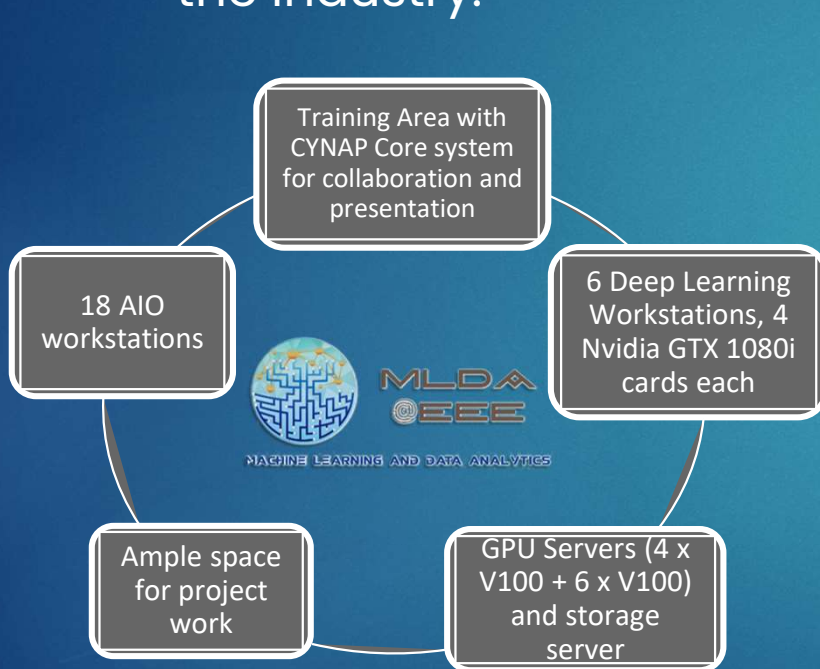 the industry.
Training Area with
CYNAP Core system
for collaboration and
presentation
18 AIO
workstations
6 Deep Learning
Workstations, 4
Nvidia GTX 1080i
cards each
MLDA
@EEE
MACHINE LEARNING AND DATA ANALYTICS
Ample space
for project
work
GPU Servers (4 x
V100 + 6 x V100)
and storage
server